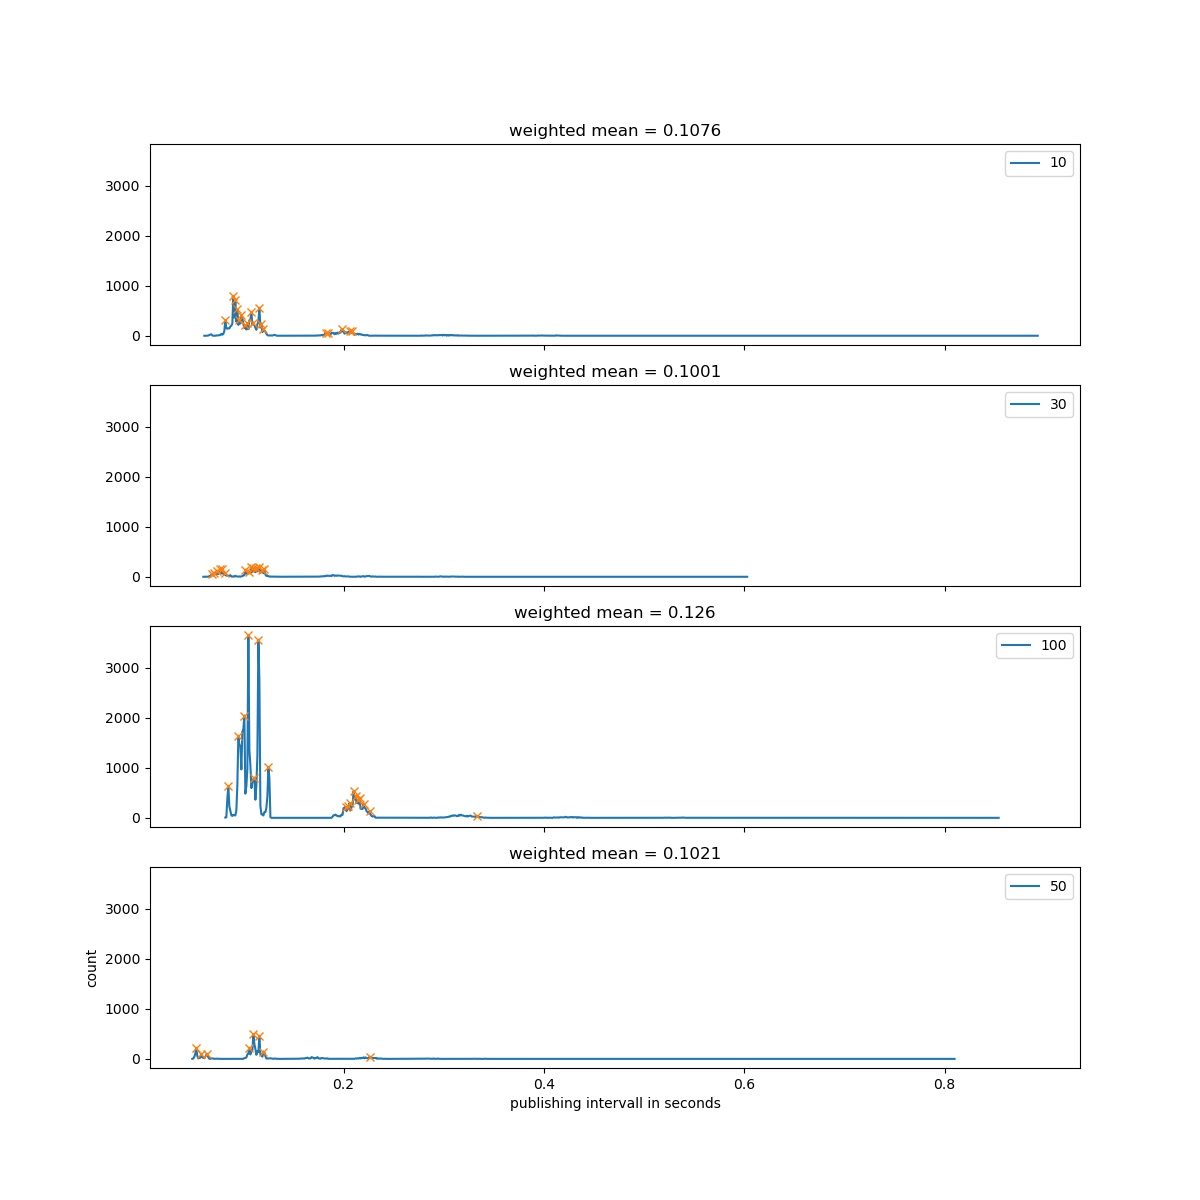 weighted mean = 0.1076
10
3000
2000
1000
0
weighted mean = 0.1001
30
3000
2000
1000
0
weighted mean = 0.126
100
3000
2000
1000
0
weighted mean = 0.1021
50
3000
2000
1000
0
count
0.2 0.4 0.6 0.8
publishing intervall in seconds